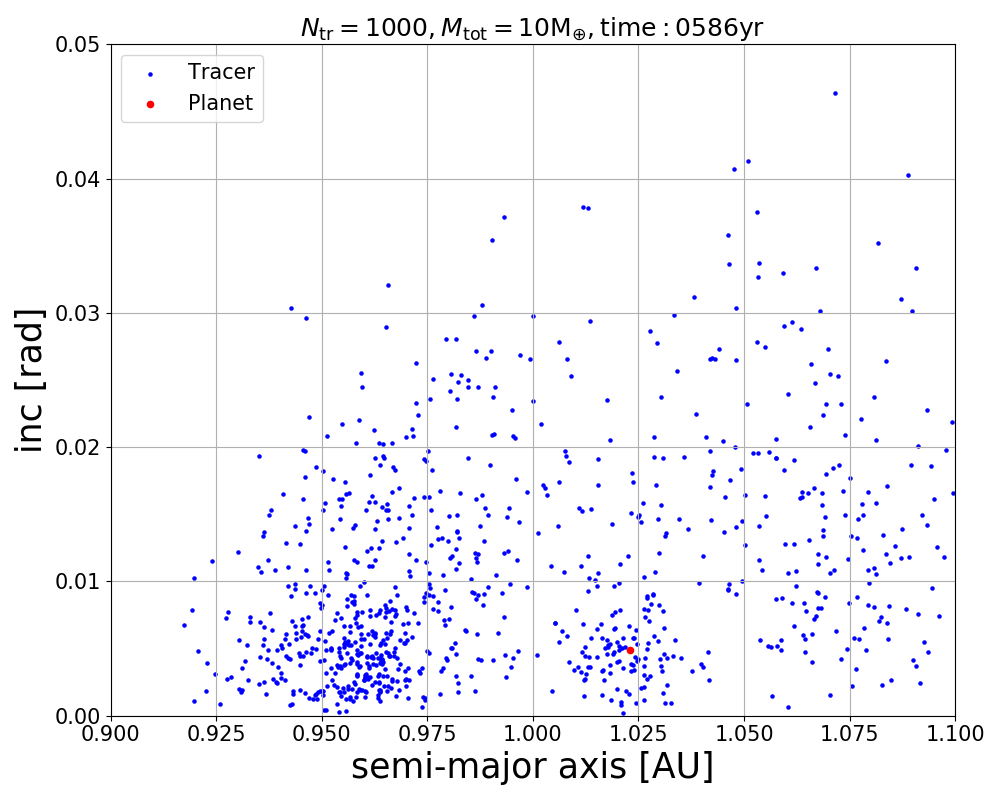 N_tr = 1000, M_tot = 10M_⊕, time : 0586yr
Tracer
Planet
0.05
0.04
0.03
0.02
0.01
0.00
inc [rad]
0.900 0.925 0.950 0.975 1.000 1.025 1.050 1.075 1.100
semi-major axis [AU]